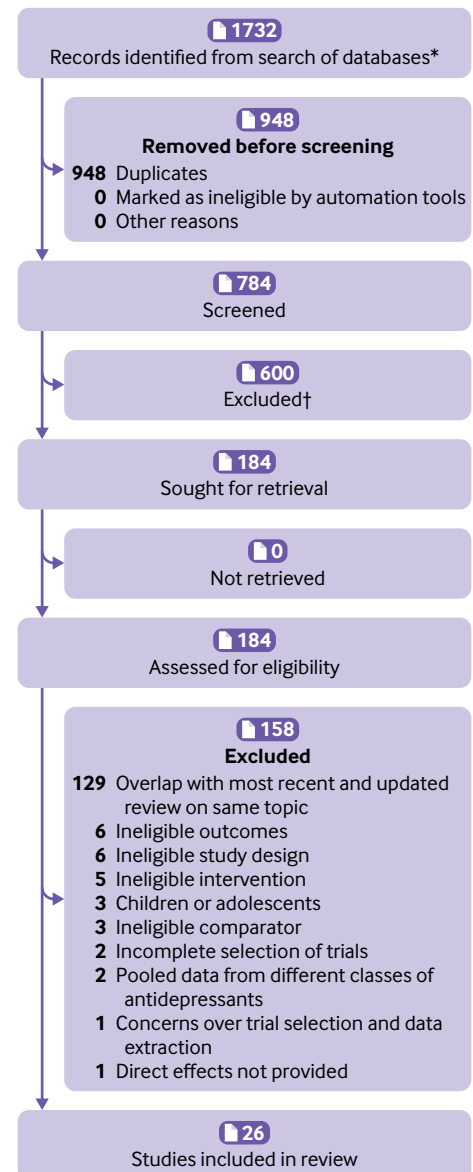 1732
Records identified from search of databases*
948
Removed before screening
948 Duplicates
0 Marked as ineligible by automation tools
0 Other reasons
784
Screened
600
Excluded†
184
Sought for retrieval
0
Not retrieved
184
Assessed for eligibility
158
Excluded
129 Overlap with most recent and updated
review on same topic
6 Ineligible outcomes
6 Ineligible study design
5 Ineligible intervention
3 Children or adolescents
3 Ineligible comparator
2 Incomplete selection of trials
2 Pooled data from different classes of
antidepressants
1 Concerns over trial selection and data
extraction
1 Direct effects not provided
26
Studies included in review